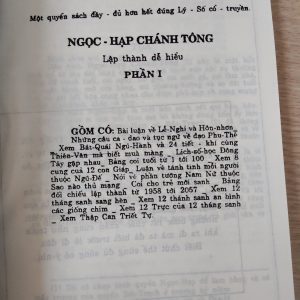 Một quyển sách đầy - đủ hơn hết đúng Lý - Số cổ - truyền.
NGỌC - HẠP CHÁNH TÔNG
Lập thành dễ hiểu
PHẦN I
GỒM CÓ: Bài luận về Lễ-Nghi và Hôn-nhơn
Những câu ca - dao và tục ngữ về đạo Phu-Thê
_ Xem Bát-Quái Ngũ-Hành và 24 tiết - khí cùng
Thiên-Văn mà biết mưa nắng _ Lịch-số-học Đông
Tây gặp nhau _ Bảng coi tuổi từ 1 tới 100 _ Xem 8
cung của 12 con Giáp _ Luận về tánh tình mỗi người
thuộc Ngũ-Đế _ Nói về phần tướng Nam Nữ thuộc
Sao nào thủ mạng _ Coi cho trẻ mới sanh _ Bảng
đối chiếu lập thành từ 1958 tới 2057 _ Xem 12
tháng sanh sang hèn _ Xem 12 thánh sanh ăn bình
các giống chim _ Xem 12 Trực của 12 tháng sanh
_ Xem Thập Can Triết Tự.